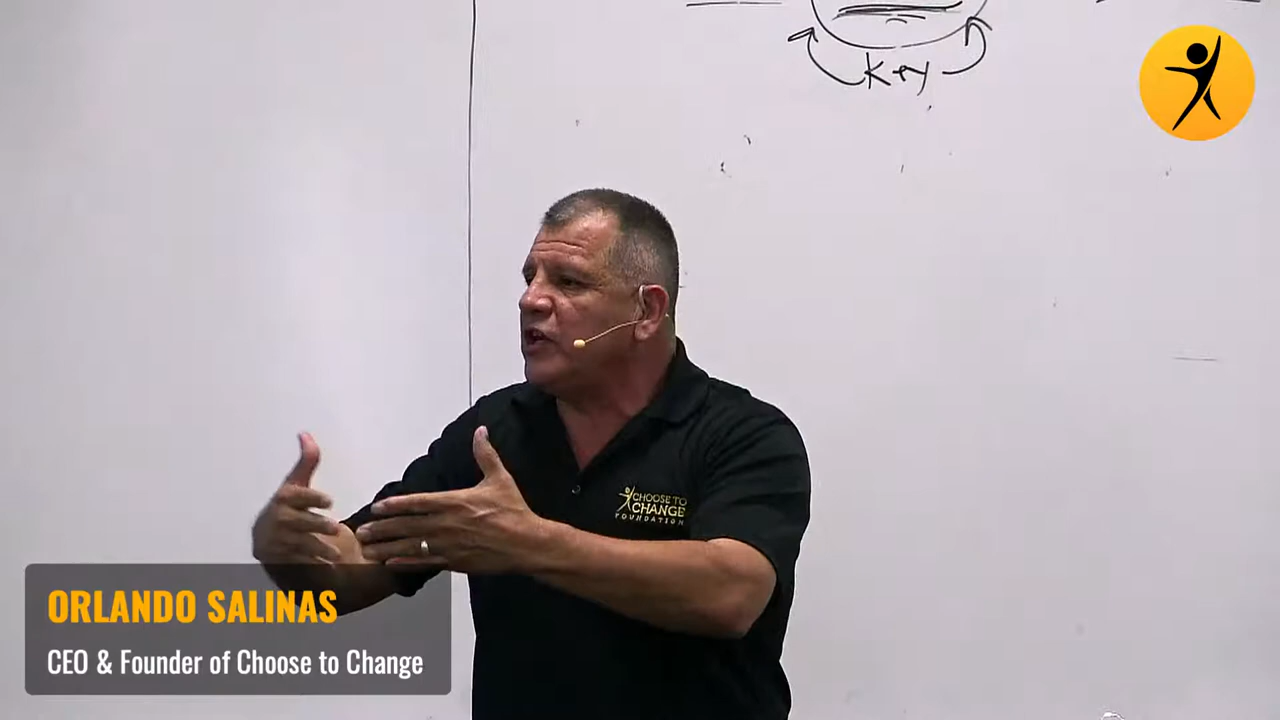 Key
CHOOSE TO
CHANGE
FOUNDATION
ORLANDO SALINAS
CEO & Founder of Choose to Change